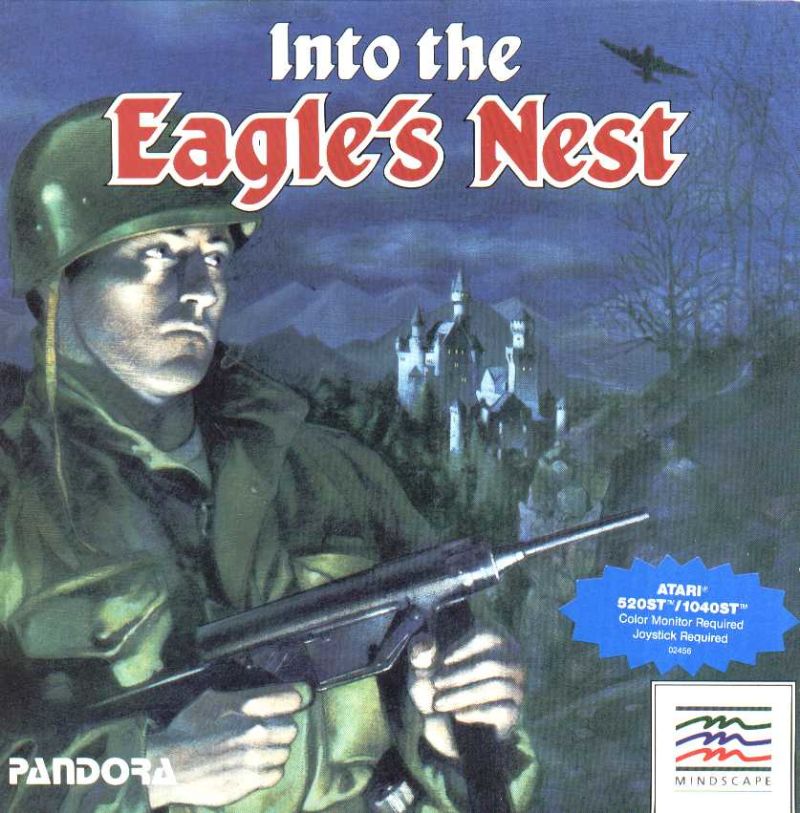 Into the
Eagle's Nest
ATARI®
520ST™/1040ST™
Color Monitor Required
Joystick Required
02456
PANDORA
MINDSCAPE